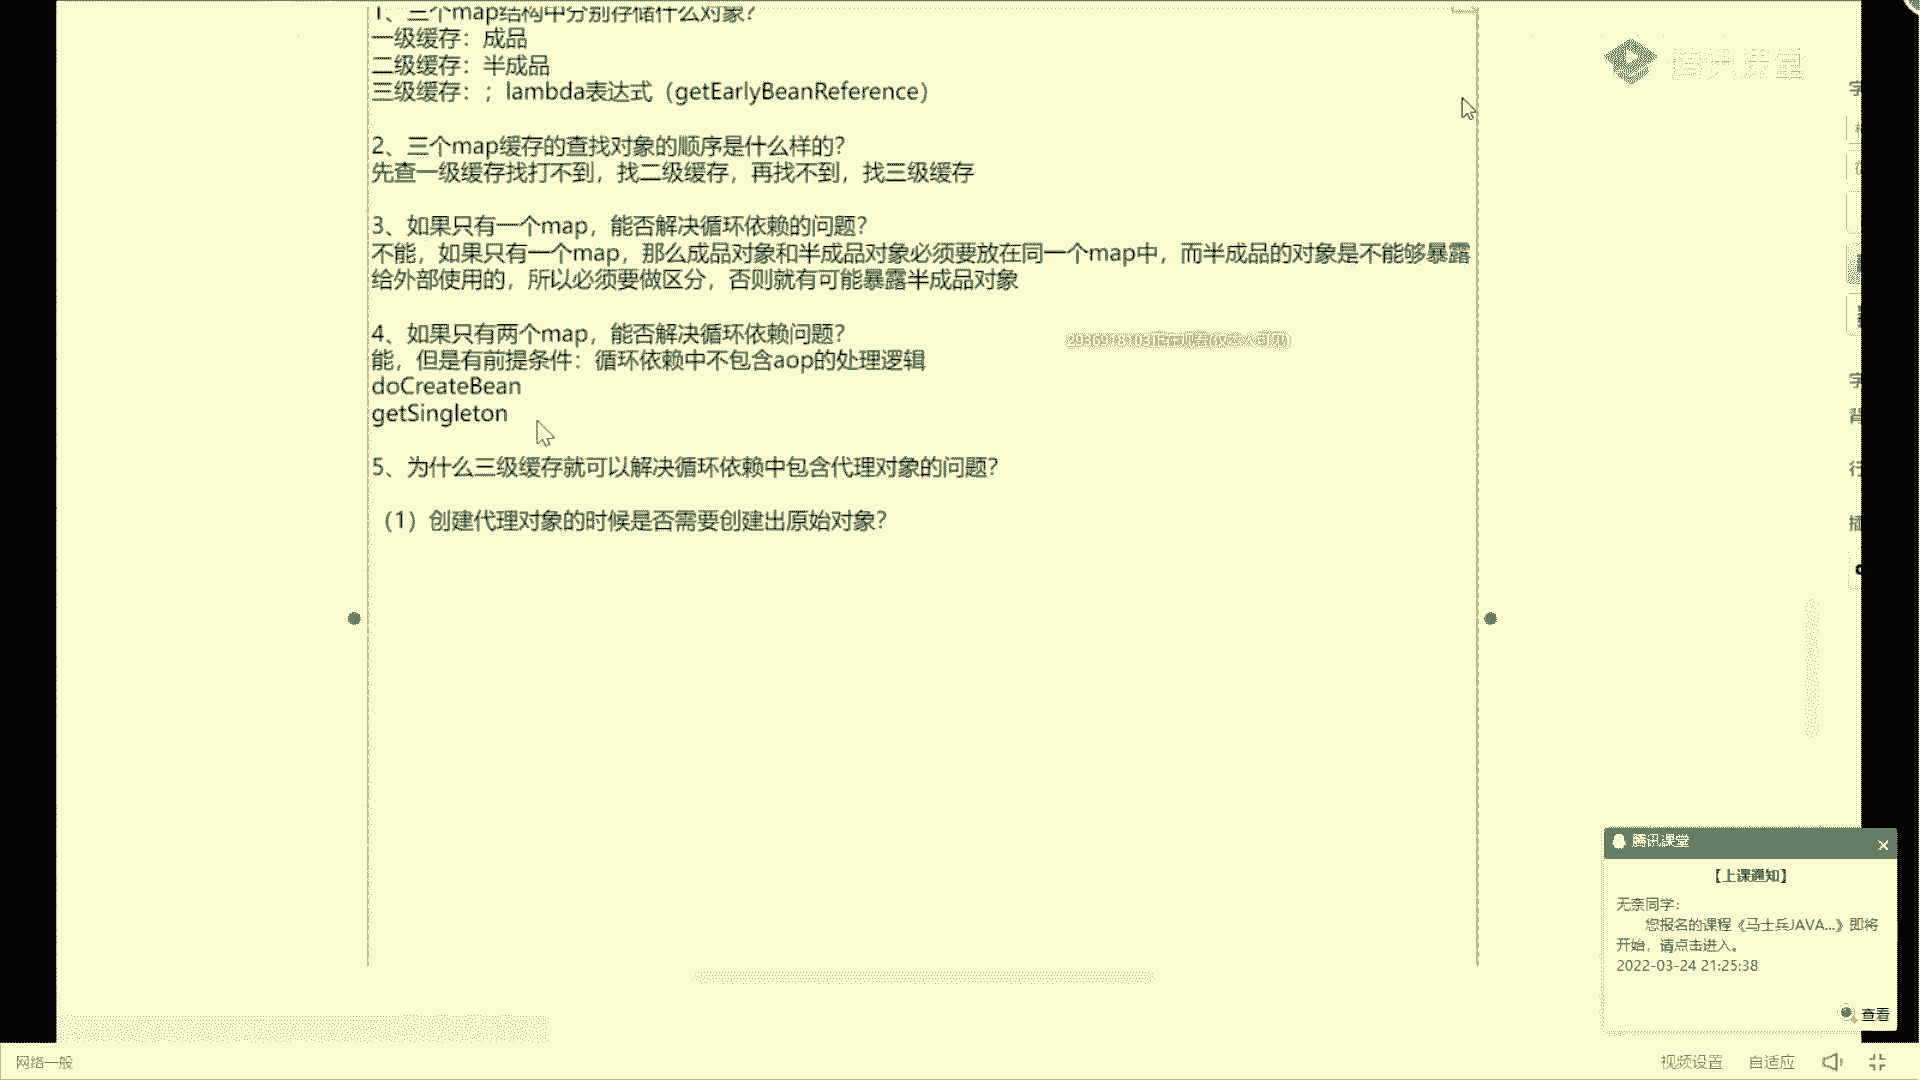 1、三个map结构中分别存储什么对象？
一级缓存：成品
二级缓存：半成品
三级缓存：；lambda表达式（getEarlyBeanReference）
2、三个map缓存的查找对象的顺序是什么样的？
先查一级缓存找打不到，找二级缓存，再找不到，找三级缓存
3、如果只有一个map，能否解决循环依赖的问题？
不能，如果只有一个map，那么成品对象和半成品对象必须要放在同一个map中，而半成品的对象是不能够暴露
给外部使用的，所以必须要做区分，否则就有可能暴露半成品对象
4、如果只有两个map，能否解决循环依赖问题？
能，但是有前提条件：循环依赖中不包含aop的处理逻辑
doCreateBean
getSingleton
5、为什么三级缓存就可以解决循环依赖中包含代理对象的问题？
（1）创建代理对象的时候是否需要创建出原始对象？
腾讯课堂
字
字
背
行
插
腾讯课堂
【上课通知】
无奈同学：
您报名的课程《马士兵JAVA...》即将
开始，请点击进入。
2022-03-24 21:25:38
查看
网络一般
视频设置
自适应